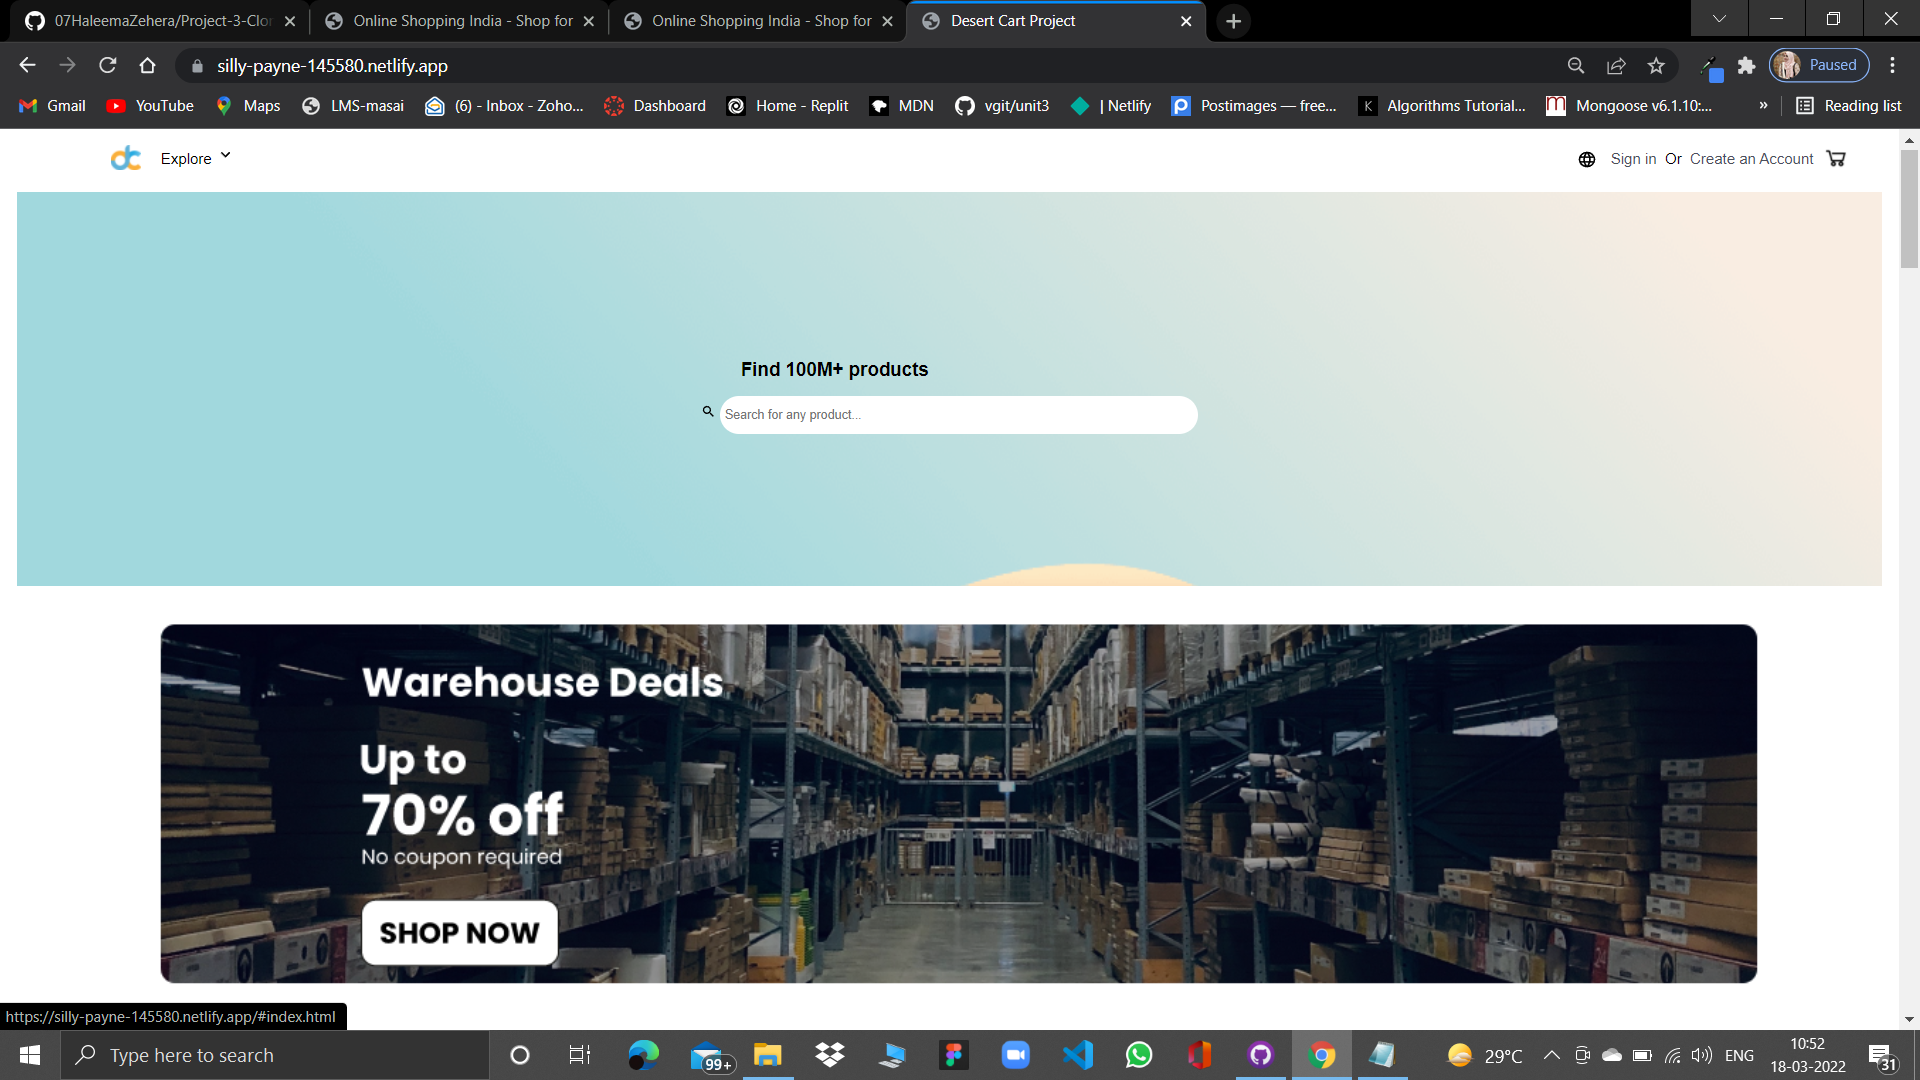 07HaleemaZehera/Project-3-Clor
Online Shopping India - Shop for
Online Shopping India - Shop for
Desert Cart Project
silly-payne-145580.netlify.app
Paused
Gmail
YouTube
Maps
LMS-masai
(6) - Inbox - Zoho...
Dashboard
Home - Replit
MDN
vgit/unit3
| Netlify
Postimages — free...
Algorithms Tutorial...
Mongoose v6.1.10:...
»
Reading list
dc
Explore
Sign in Or Create an Account
Find 100M+ products
Search for any product...
Warehouse Deals
Up to
70% off
No coupon required
SHOP NOW
https://silly-payne-145580.netlify.app/#index.html
Type here to search
99+
29°C
ENG
10:52
18-03-2022
31